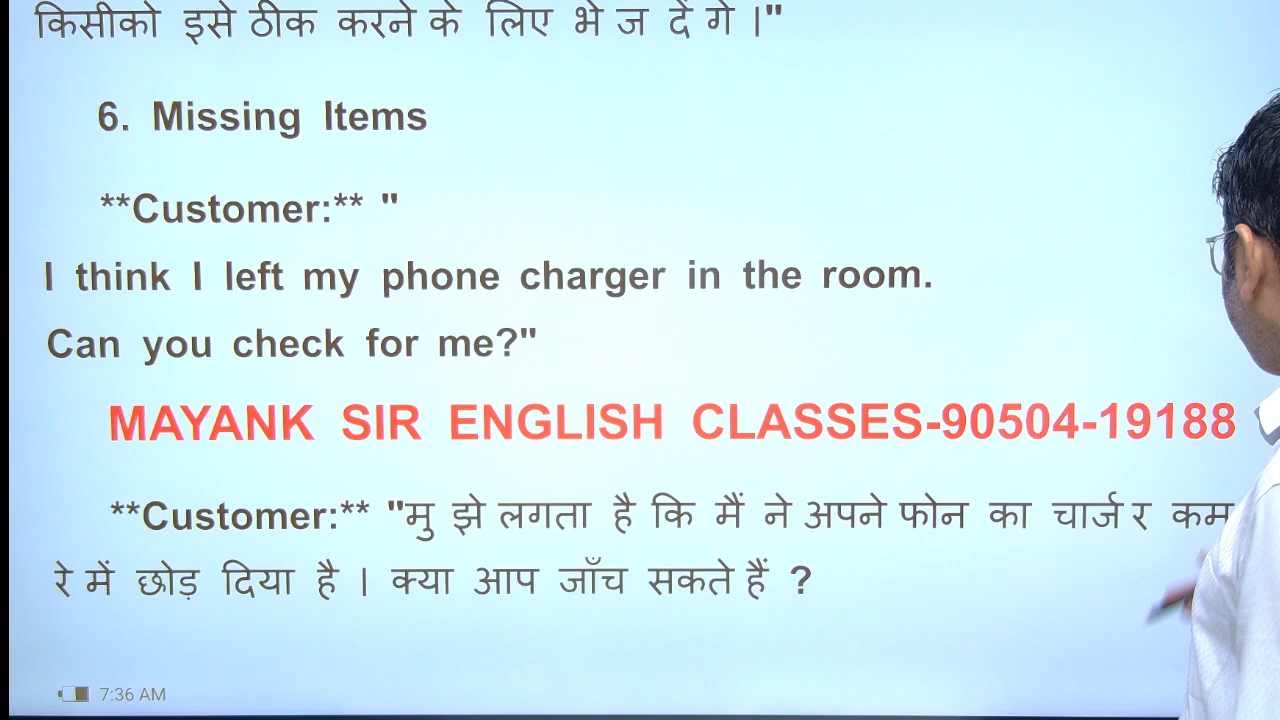 किसीको इसे ठीक करने के लिए भे ज दें गे ।"
6. Missing Items
**Customer:** "
I think I left my phone charger in the room.
Can you check for me?"
MAYANK SIR ENGLISH CLASSES-90504-19188
**Customer:** "मु झे लगता है कि मैं ने अपने फोन का चार्ज र कम
रे में छोड़ दिया है । क्या आप जाँच सकते हैं ?
7:36 AM